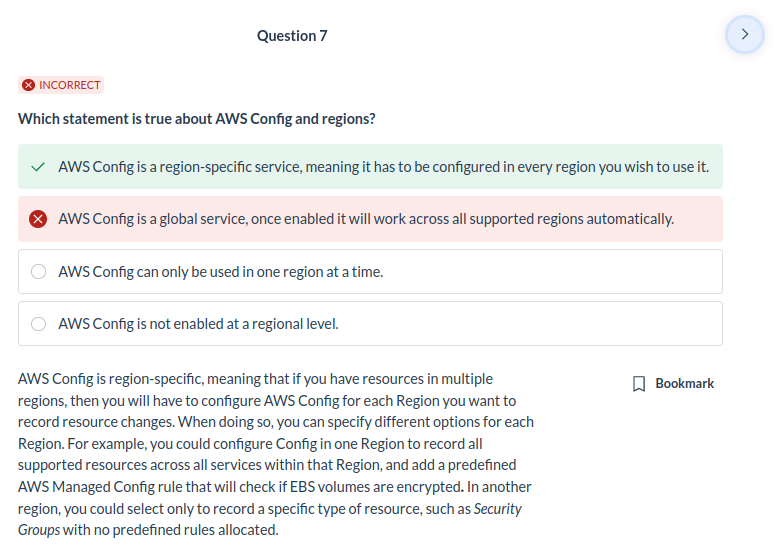 Question 7
INCORRECT
Which statement is true about AWS Config and regions?
AWS Config is a region-specific service, meaning it has to be configured in every region you wish to use it.
AWS Config is a global service, once enabled it will work across all supported regions automatically.
AWS Config can only be used in one region at a time.
AWS Config is not enabled at a regional level.
AWS Config is region-specific, meaning that if you have resources in multiple
regions, then you will have to configure AWS Config for each Region you want to
record resource changes. When doing so, you can specify different options for each
Region. For example, you could configure Config in one Region to record all
supported resources across all services within that Region, and add a predefined
AWS Managed Config rule that will check if EBS volumes are encrypted. In another
region, you could select only to record a specific type of resource, such as Security
Groups with no predefined rules allocated.
Bookmark